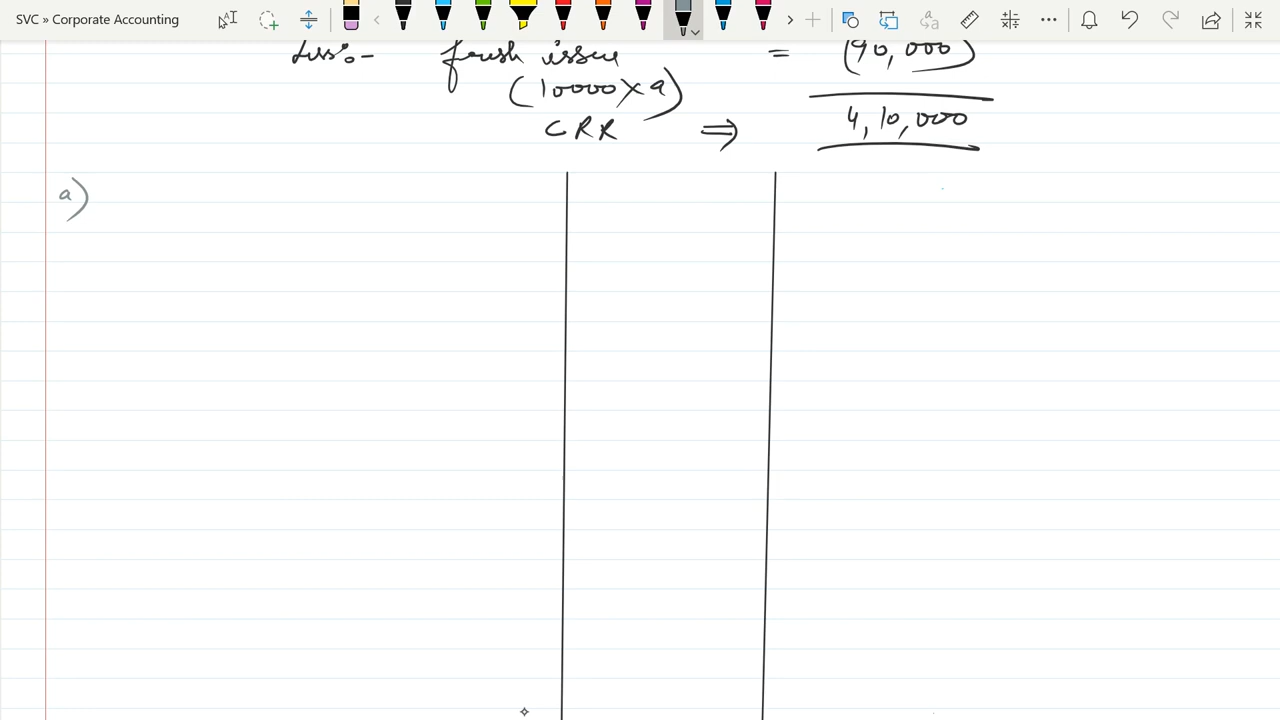 SVC » Corporate Accounting
Less:- fresh issue = (90,000)
(10000 × 9)
CRR ⇒ 4,10,000
a)